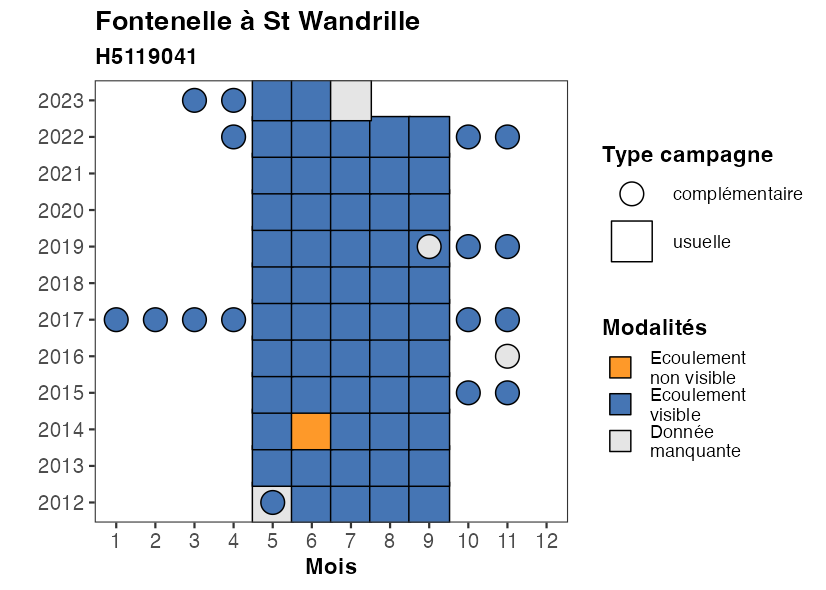 Fontenelle à St Wandrille
H5119041
2023
2022
2021
2020
2019
2018
2017
2016
2015
2014
2013
2012
1 2 3 4 5 6 7 8 9 10 11 12
Mois
Type campagne
complémentaire
usuelle
Modalités
Ecoulement
non visible
Ecoulement
visible
Donnée
manquante